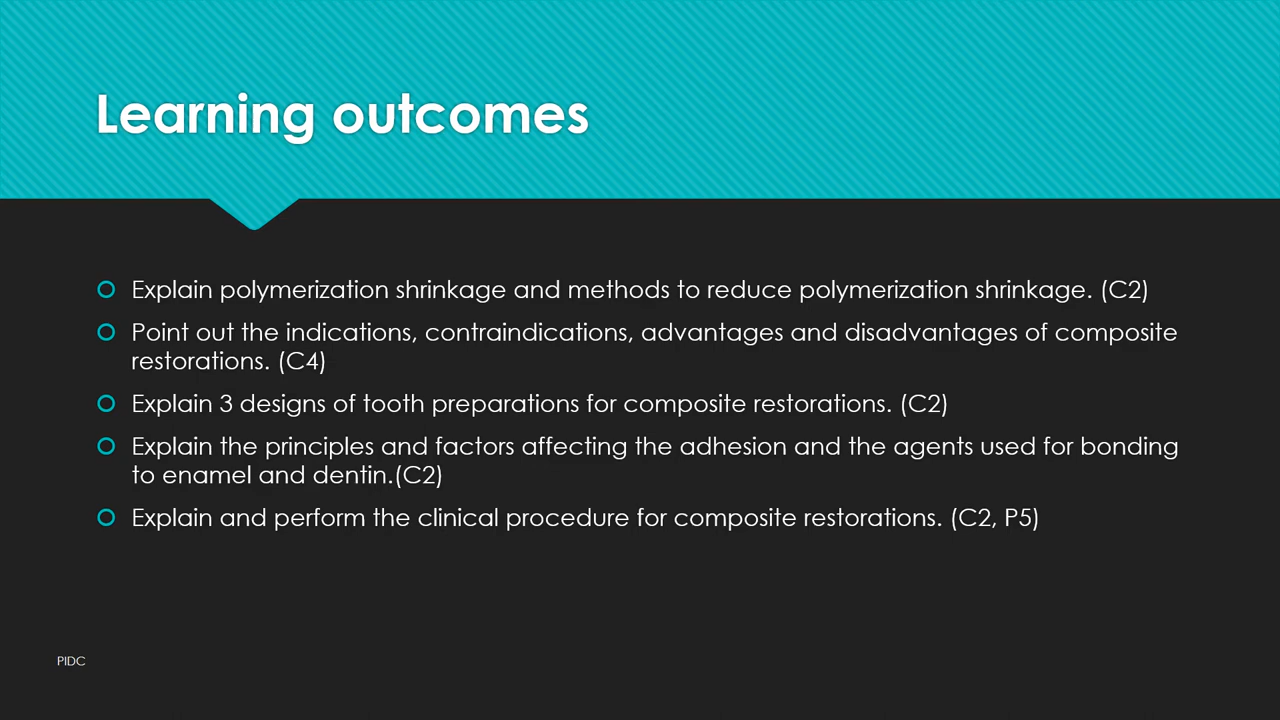 Learning outcomes
Explain polymerization shrinkage and methods to reduce polymerization shrinkage. (C2)
Point out the indications, contraindications, advantages and disadvantages of composite
restorations. (C4)
Explain 3 designs of tooth preparations for composite restorations. (C2)
Explain the principles and factors affecting the adhesion and the agents used for bonding
to enamel and dentin.(C2)
Explain and perform the clinical procedure for composite restorations. (C2, P5)
PIDC